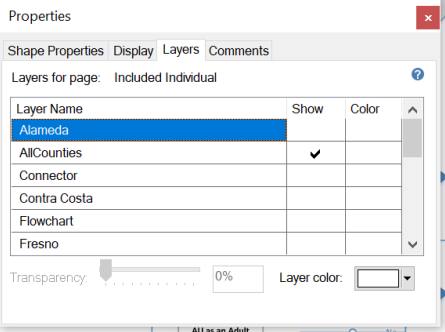 Properties
Shape Properties Display Layers Comments
Layers for page: Included Individual
Layer Name Show Color
Alameda
AllCounties
Connector
Contra Costa
Flowchart
Fresno
Transparency: 0% Layer color:
AU as an Adult No